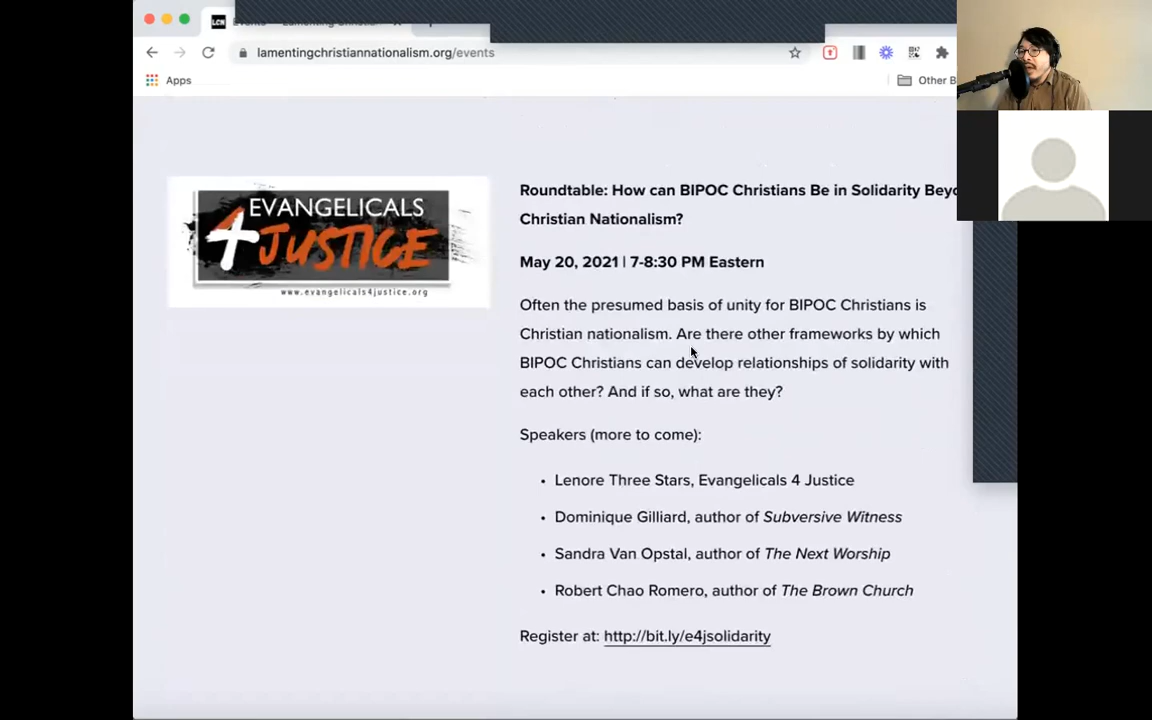 LCN
lamentingchristiannationalism.org/events
Apps
Other B
EVANGELICALS
4 JUSTICE
www.evangelicals4justice.org
Roundtable: How can BIPOC Christians Be in Solidarity Beyo
Christian Nationalism?
May 20, 2021 | 7-8:30 PM Eastern
Often the presumed basis of unity for BIPOC Christians is
Christian nationalism. Are there other frameworks by which
BIPOC Christians can develop relationships of solidarity with
each other? And if so, what are they?
Speakers (more to come):
• Lenore Three Stars, Evangelicals 4 Justice
• Dominique Gilliard, author of Subversive Witness
• Sandra Van Opstal, author of The Next Worship
• Robert Chao Romero, author of The Brown Church
Register at: http://bit.ly/e4jsolidarity